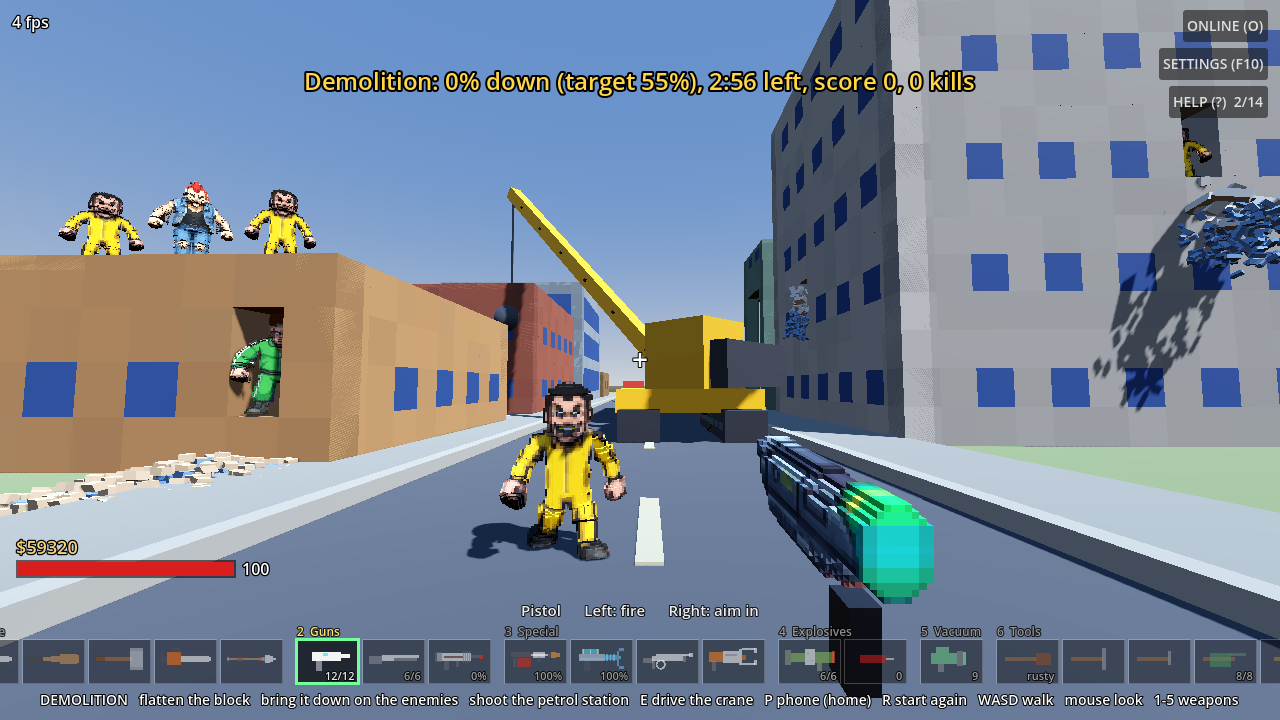 4 fps
ONLINE (O)
SETTINGS (F10)
HELP (?) 2/14
Demolition: 0% down (target 55%), 2:56 left, score 0, 0 kills
$59320
100
Pistol Left: fire Right: aim in
e 2 Guns 3 Special 4 Explosives 5 Vacuum 6 Tools
12/12 6/6 0% 100% 100% 6/6 0 9 rusty 8/8
DEMOLITION flatten the block bring it down on the enemies shoot the petrol station E drive the crane P phone (home) R start again WASD walk mouse look 1-5 weapons